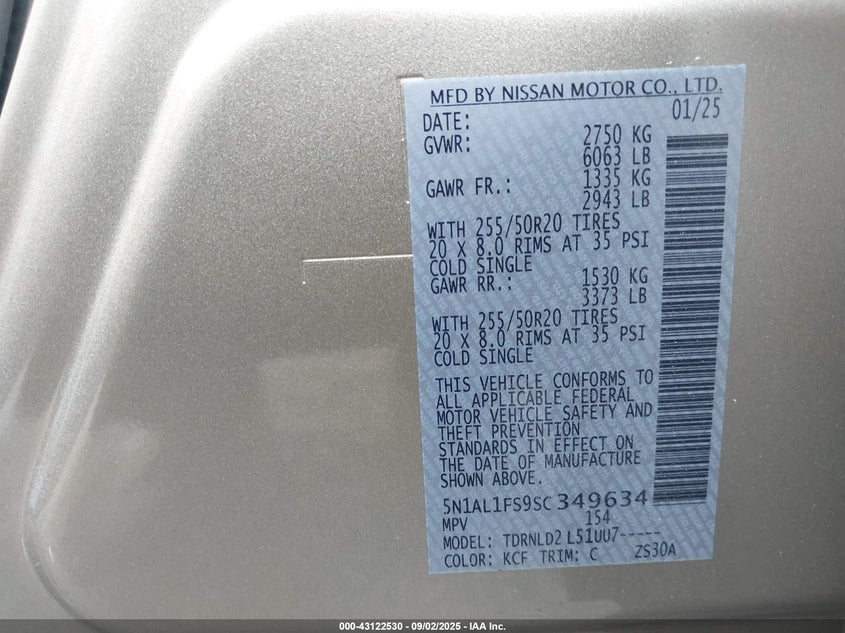 MFD BY NISSAN MOTOR CO., LTD.
DATE: 01/25
GVWR: 2750 KG
6063 LB
GAWR FR.: 1335 KG
2943 LB
WITH 255/50R20 TIRES
20 X 8.0 RIMS AT 35 PSI
COLD SINGLE
GAWR RR.: 1530 KG
3373 LB
WITH 255/50R20 TIRES
20 X 8.0 RIMS AT 35 PSI
COLD SINGLE
THIS VEHICLE CONFORMS TO
ALL APPLICABLE FEDERAL
MOTOR VEHICLE SAFETY AND
THEFT PREVENTION
STANDARDS IN EFFECT ON
THE DATE OF MANUFACTURE
SHOWN ABOVE.
5N1AL1FS9SC349634
MPV 154
MODEL: TDRNLD2 L51UU7-----
COLOR: KCF TRIM: C ZS30A
000-43122530 - 09/02/2025 - IAA Inc.